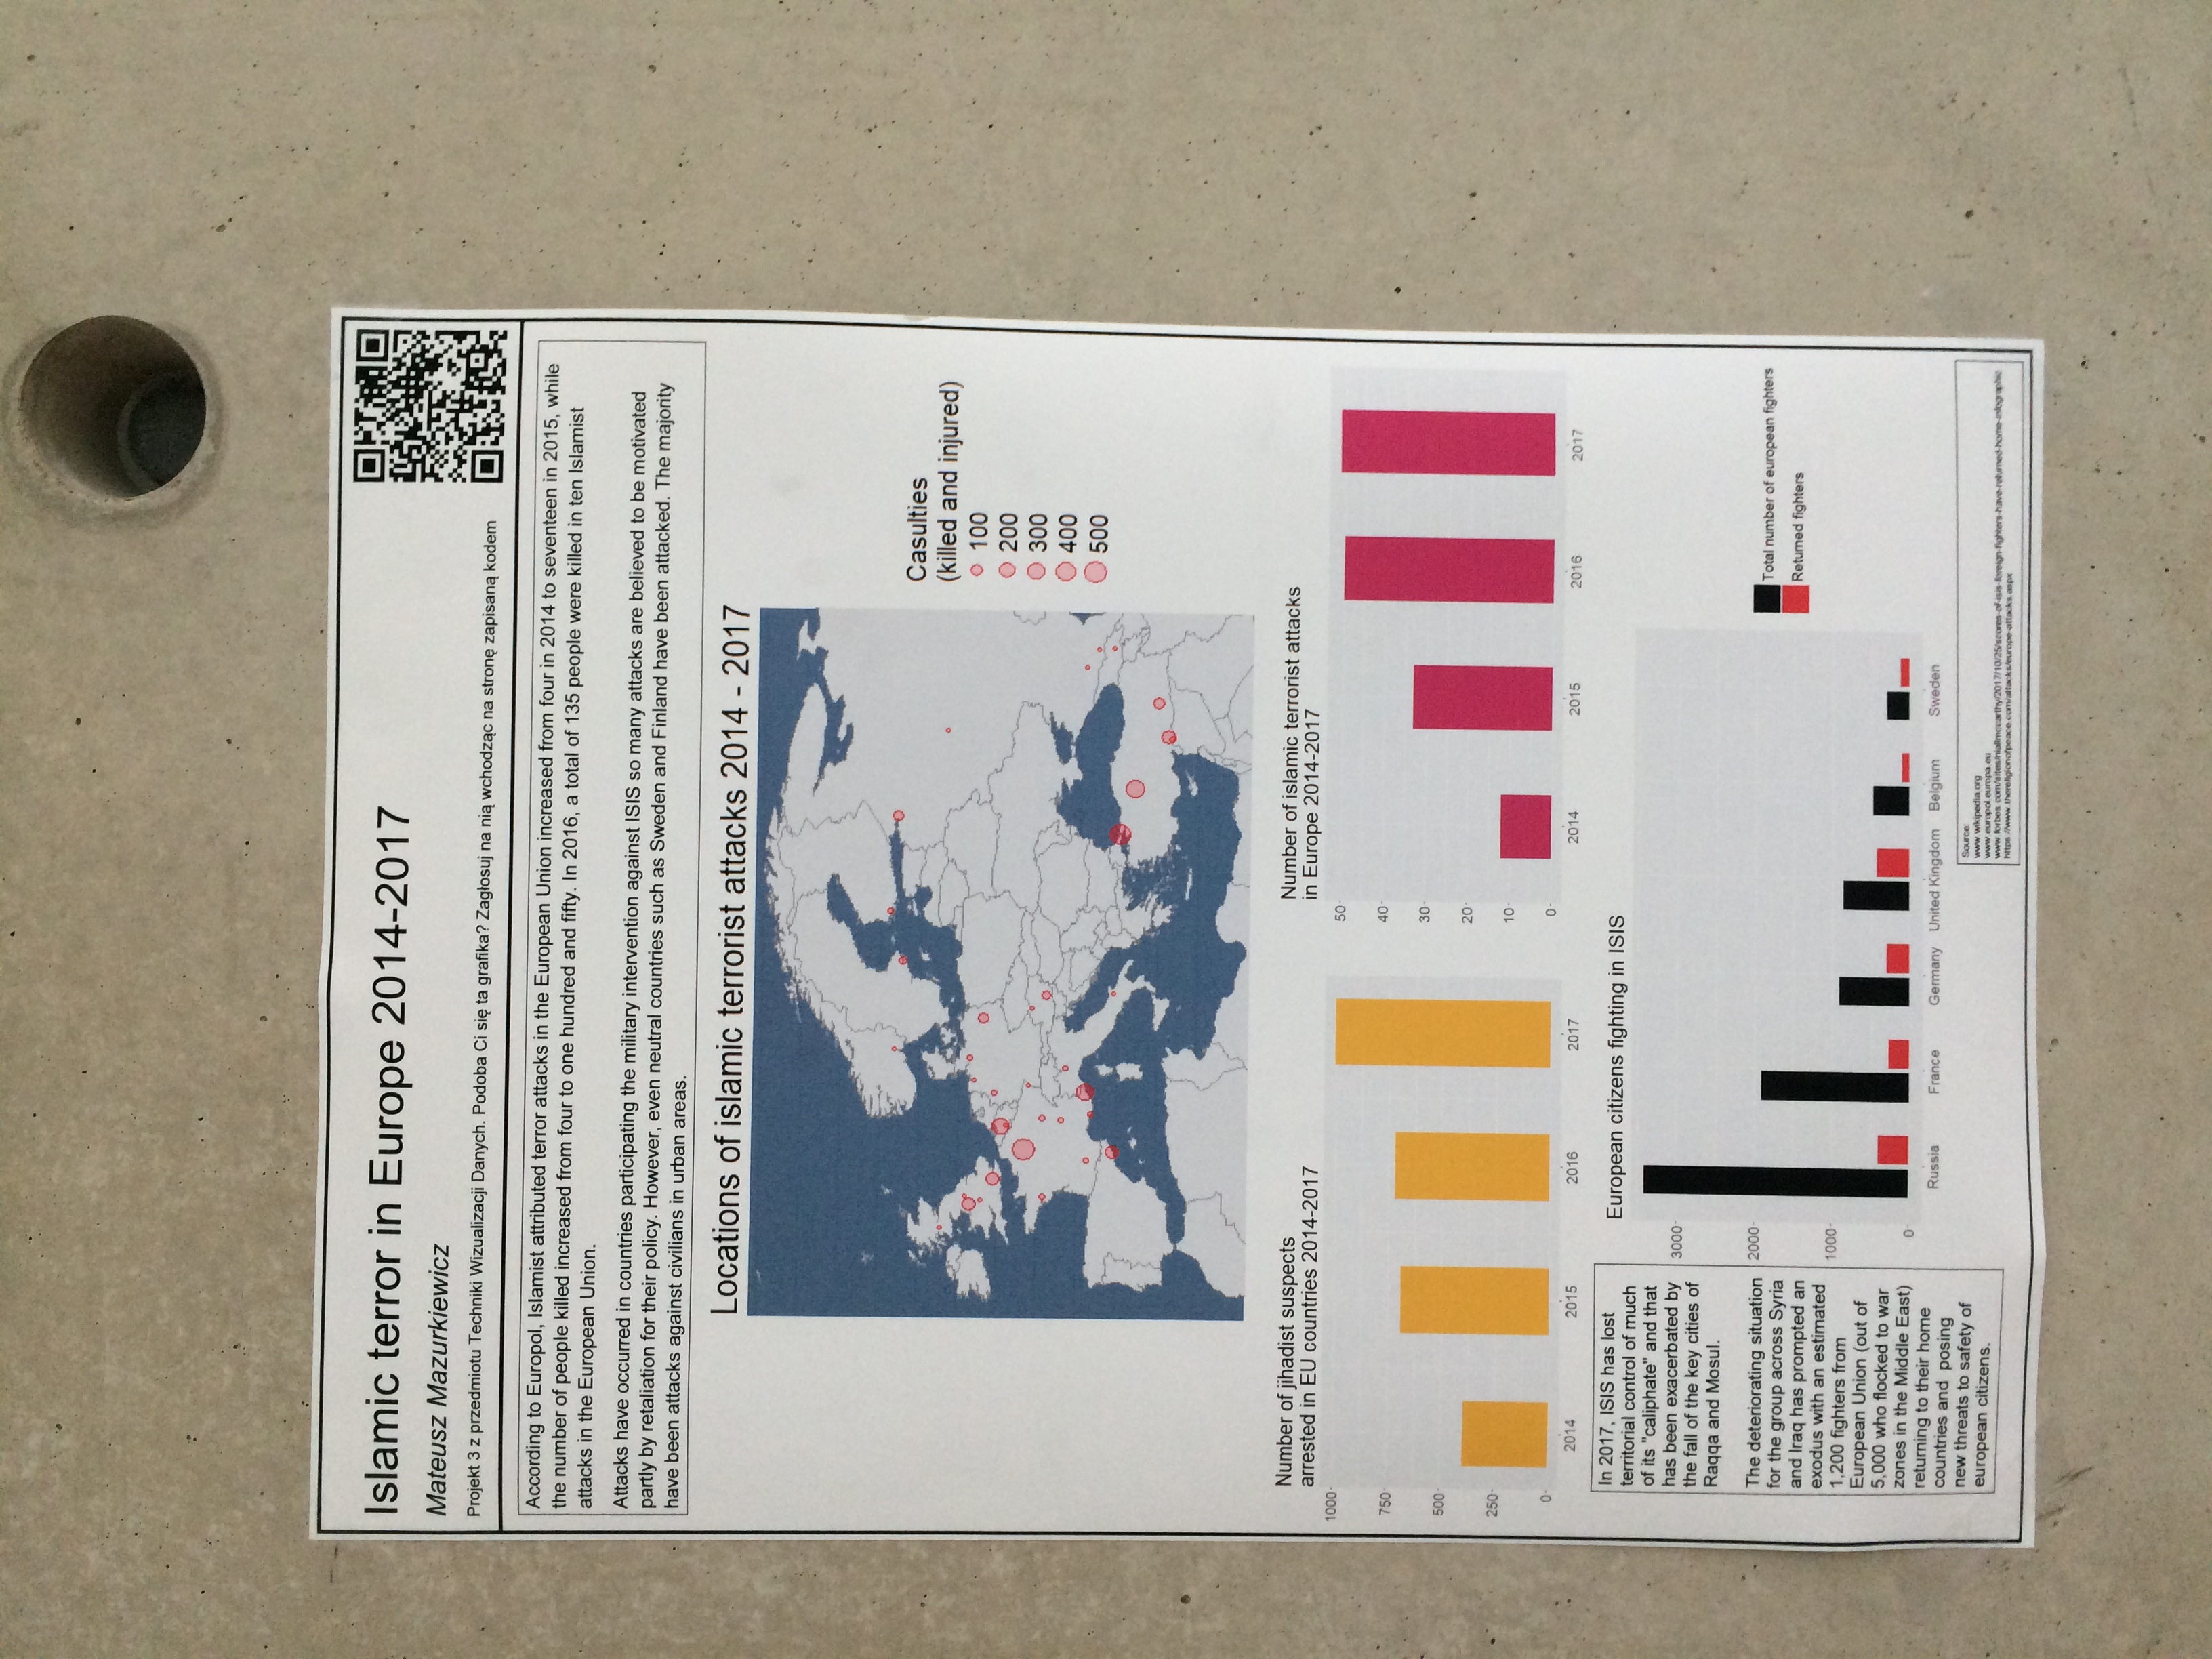 Islamic terror in Europe 2014-2017
Mateusz Mazurkiewicz
Projekt 3 z przedmiotu Techniki Wizualizacji Danych. Podoba Ci się ta grafika? Zagłosuj na nią wchodząc na stronę zapisaną kodem
According to Europol, Islamist attributed terror attacks in the European Union increased from four in 2014 to seventeen in 2015, while
the number of people killed increased from four to one hundred and fifty. In 2016, a total of 135 people were killed in ten Islamist
attacks in the European Union.
Attacks have occurred in countries participating the military intervention against ISIS so many attacks are believed to be motivated
partly by retaliation for their policy. However, even neutral countries such as Sweden and Finland have been attacked. The majority
have been attacks against civilians in urban areas.
Locations of islamic terrorist attacks 2014 - 2017
Casulties
(killed and injured)
100
200
300
400
500
Number of jihadist suspects
arrested in EU countries 2014-2017
1000
750
500
250
0
2014 2015 2016 2017
Number of islamic terrorist attacks
in Europe 2014-2017
50
40
30
20
10
0
2014 2015 2016 2017
In 2017, ISIS has lost
territorial control of much
of its "caliphate" and that
has been exacerbated by
the fall of the key cities of
Raqqa and Mosul.
The deteriorating situation
for the group across Syria
and Iraq has prompted an
exodus with an estimated
1,200 fighters from
European Union (out of
5,000 who flocked to war
zones in the Middle East)
returning to their home
countries and posing
new threats to safety of
european citizens.
European citizens fighting in ISIS
3000
2000
1000
0
Russia France Germany United Kingdom Belgium Sweden
Total number of european fighters
Returned fighters
Source:
www.wikipedia.org
www.europol.europa.eu
www.forbes.com/sites/niallmccarthy/2017/10/25/scores-of-isis-foreign-fighters-have-returned-home-infographic
https://www.thereligionofpeace.com/attacks/europe-attacks.aspx